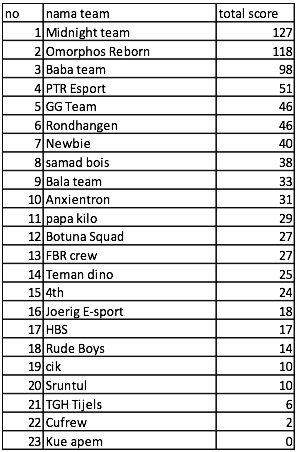 no nama team total score
1 Midnight team 127
2 Omorphos Reborn 118
3 Baba team 98
4 PTR Esport 51
5 GG Team 46
6 Rondhangen 46
7 Newbie 40
8 samad bois 38
9 Bala team 33
10 Anxientron 31
11 papa kilo 29
12 Botuna Squad 27
13 FBR crew 27
14 Teman dino 25
15 4th 24
16 Joerig E-sport 18
17 HBS 17
18 Rude Boys 14
19 cik 10
20 Sruntul 10
21 TGH Tijels 6
22 Cufrew 2
23 Kue apem 0